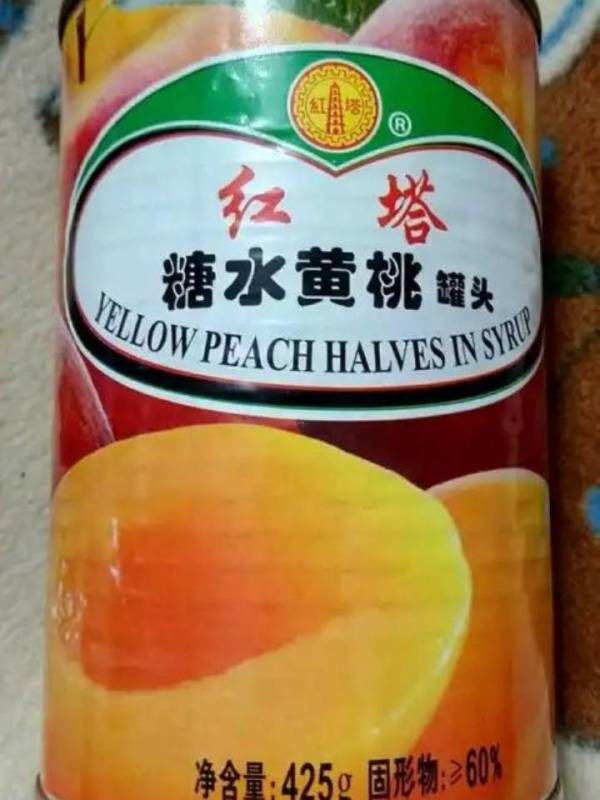 紅塔
®
红塔
糖水黄桃罐头
YELLOW PEACH HALVES IN SYRUP
净含量:425g 固形物:≥60%